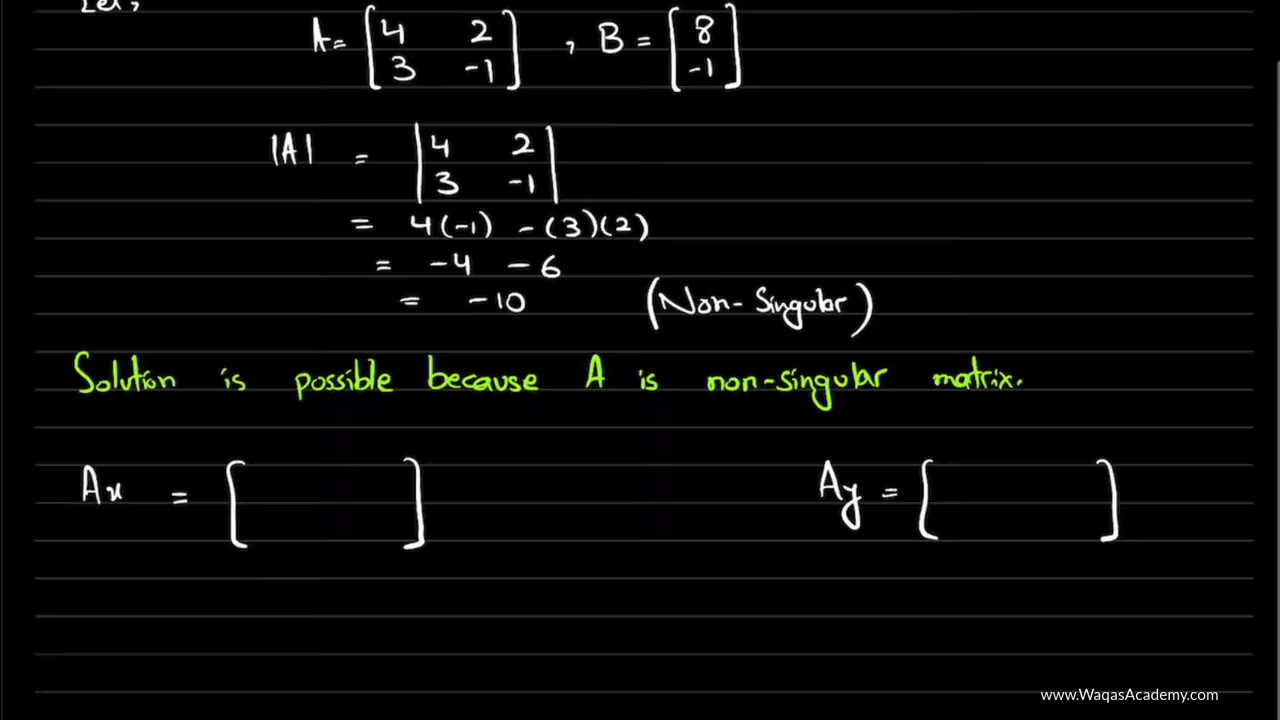 Let,
A = [4 2 , B = [8
3 -1] -1]
|A| = |4 2
3 -1|
= 4(-1) - (3)(2)
= -4 - 6
= -10 (Non-Singular)
Solution is possible because A is non-singular matrix.
Ax = [ ] Ay = [ ]
www.WaqasAcademy.com